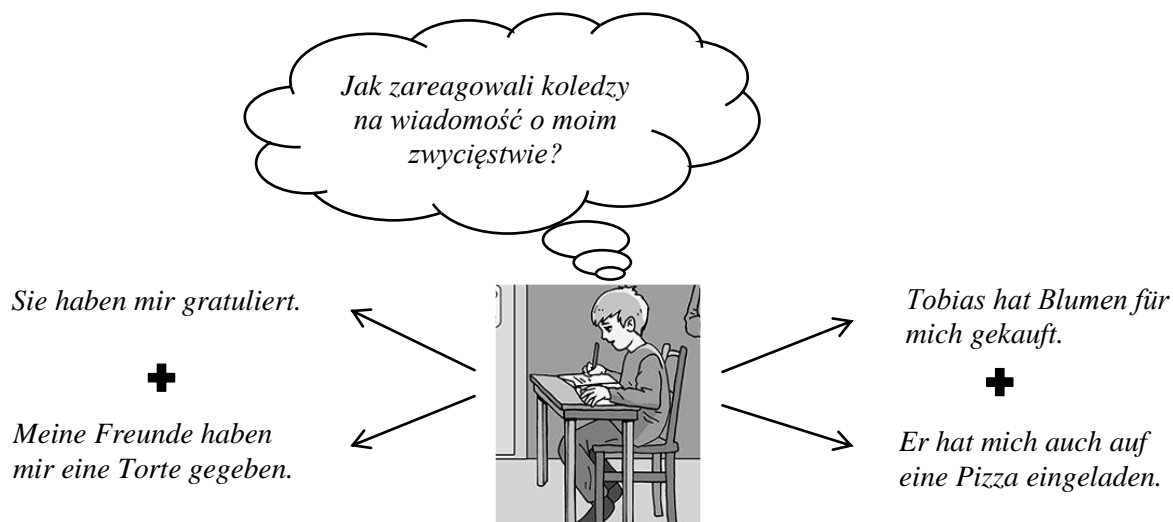 Jak zareagowali koledzy
na wiadomość o moim
zwycięstwie?
Sie haben mir gratuliert.
Meine Freunde haben
mir eine Torte gegeben.
Tobias hat Blumen für
mich gekauft.
Er hat mich auch auf
eine Pizza eingeladen.